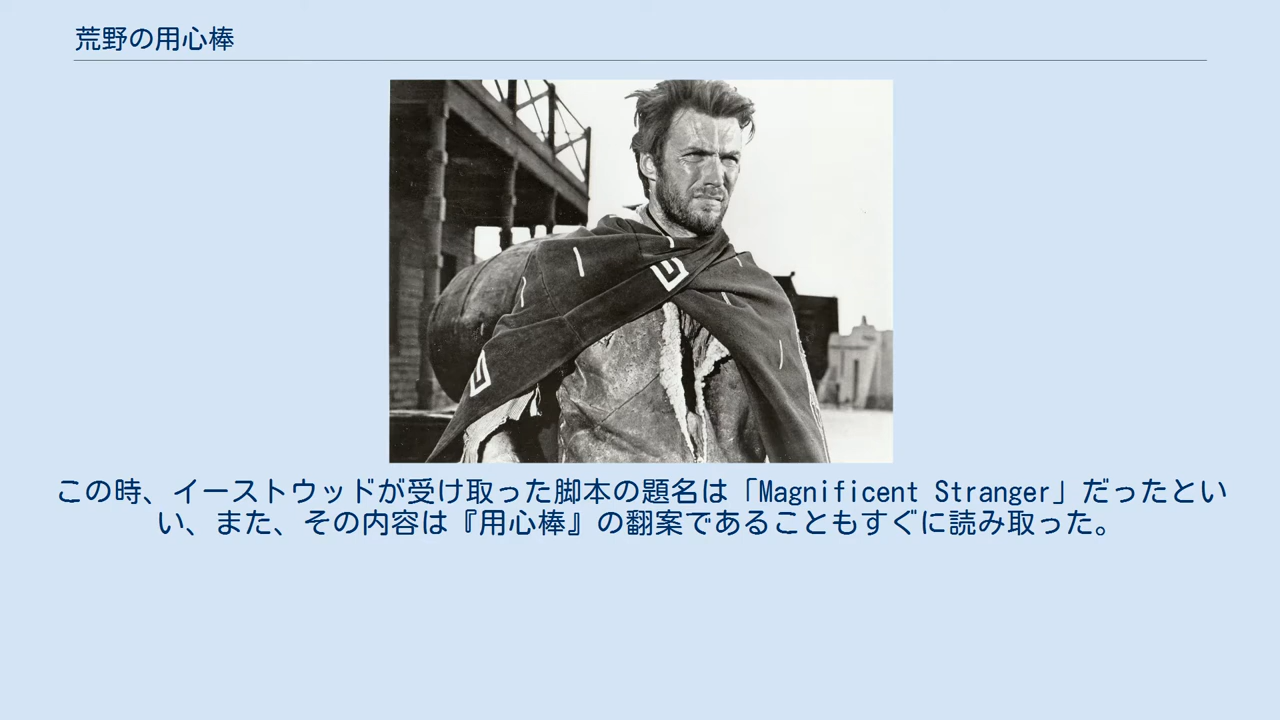 荒野の用心棒
この時、イーストウッドが受け取った脚本の題名は「Magnificent Stranger」だったとい
い、また、その内容は『用心棒』の翻案であることもすぐに読み取った。